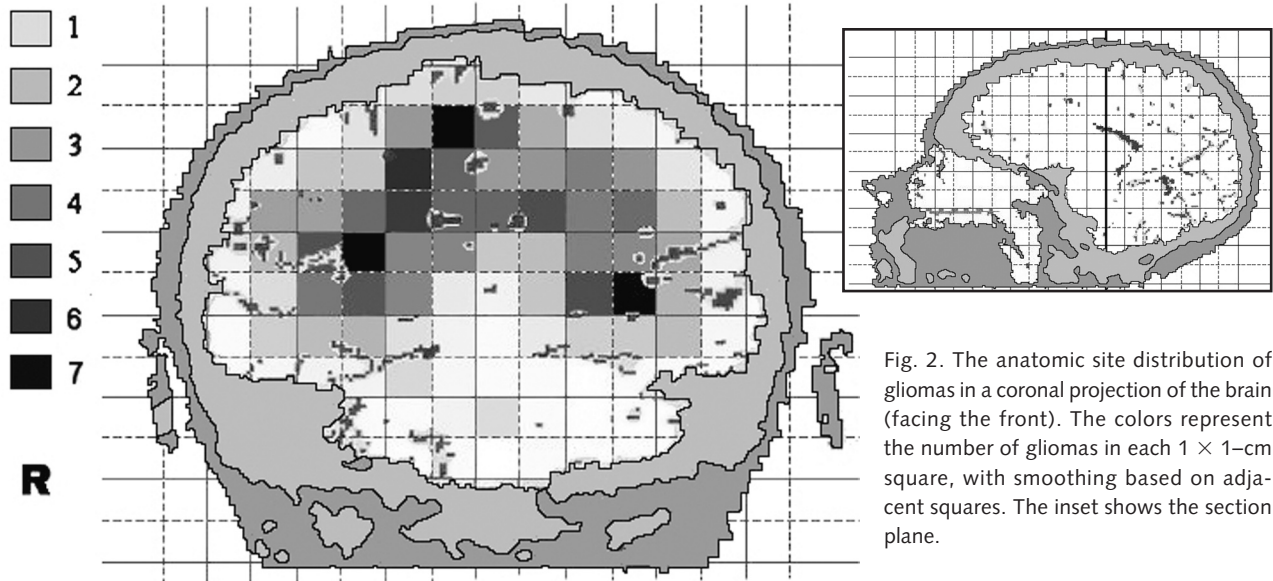 1
2
3
4
5
6
7
R
Fig. 2. The anatomic site distribution of
gliomas in a coronal projection of the brain
(facing the front). The colors represent
the number of gliomas in each 1 × 1–cm
square, with smoothing based on adja-
cent squares. The inset shows the section
plane.